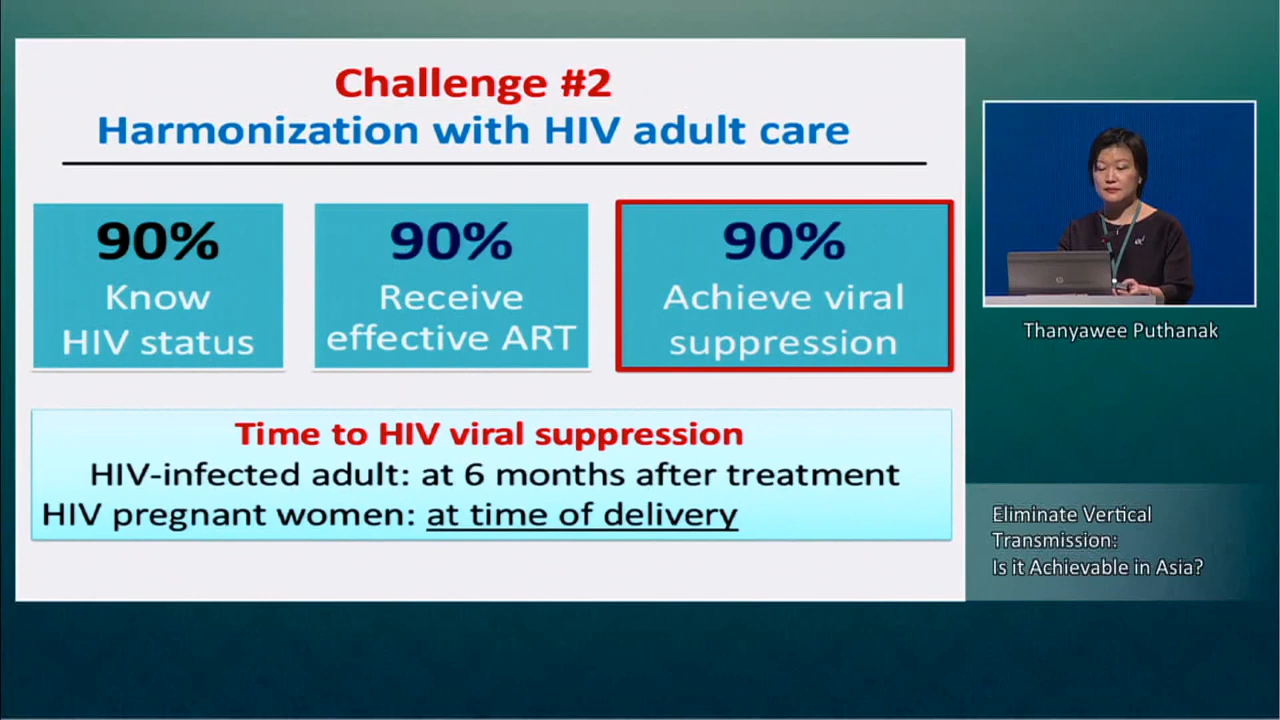 Challenge #2
Harmonization with HIV adult care
90%
Know
HIV status
90%
Receive
effective ART
90%
Achieve viral
suppression
Time to HIV viral suppression
HIV-infected adult: at 6 months after treatment
HIV pregnant women: at time of delivery
Thanyawee Puthanak
Eliminate Vertical
Transmission:
Is it Achievable in Asia?